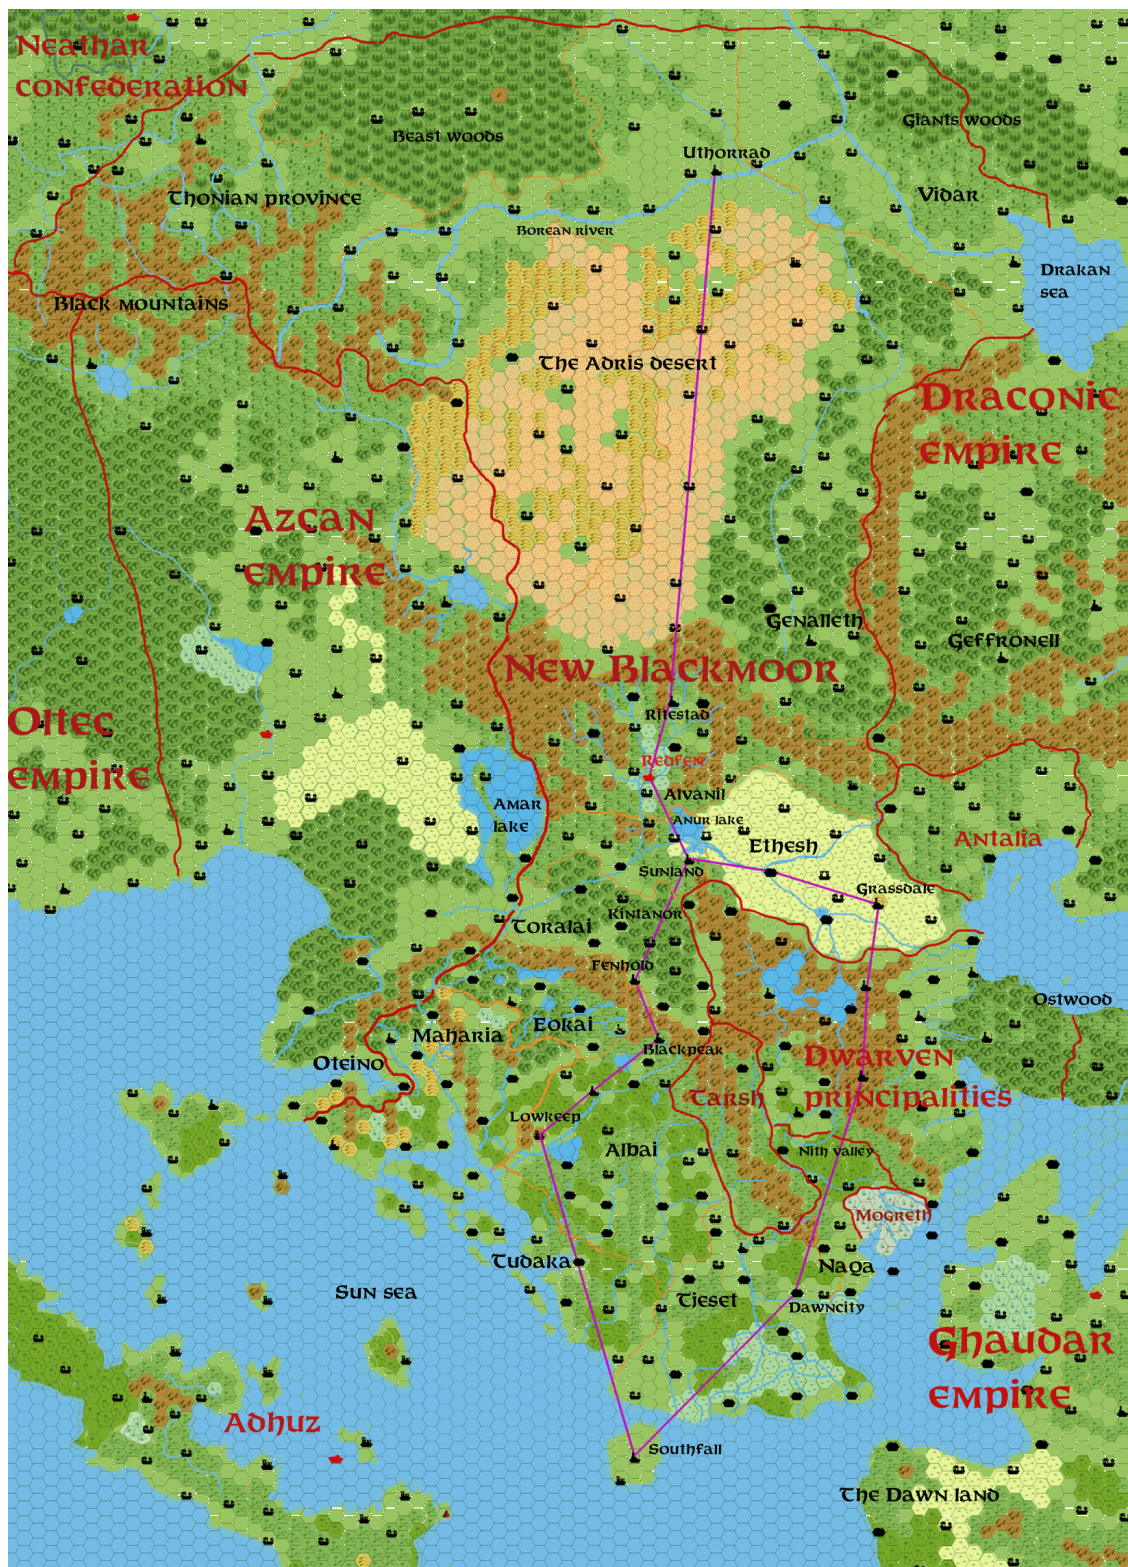 Neathar
confederation
Beast woods
Giants woods
Uthorrad
Vidar
Thonian province
Borean river
Drakan
sea
Black mountains
The Adris desert
Draconic
empire
Azcan
empire
Genalleth
Geffronell
New Blackmoor
Oltec
empire
Ritestad
Redfen
Alvanil
Amar
lake
Anur lake
Ethesh
Antalia
Sunland
Grassdale
Kintanor
Toralai
Fenhold
Ostwood
Eokai
Maharia
Blackpeak
Dwarven
principalities
Oteino
Tarsh
Lowkeep
Albai
Nith valley
Mogreth
Tudaka
Naga
Sun sea
Tjeset
Dawncity
Ghaudar
empire
Adhuz
Southfall
The Dawn land